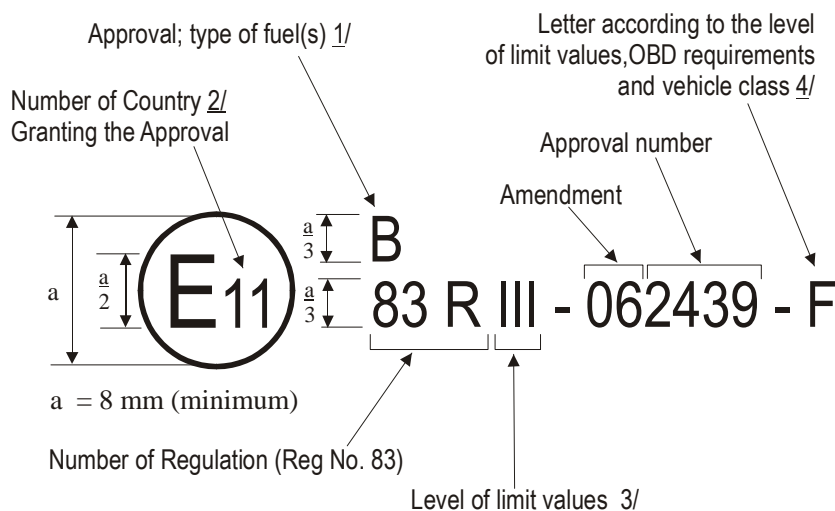 Approval; type of fuel(s) 1/
Letter according to the level
of limit values,OBD requirements
and vehicle class 4/
Number of Country 2/
Granting the Approval
Approval number
Amendment
a
a
2
E11
a
3
B
a
3
83 R III - 062439 - F
a = 8 mm (minimum)
Number of Regulation (Reg No. 83)
Level of limit values 3/